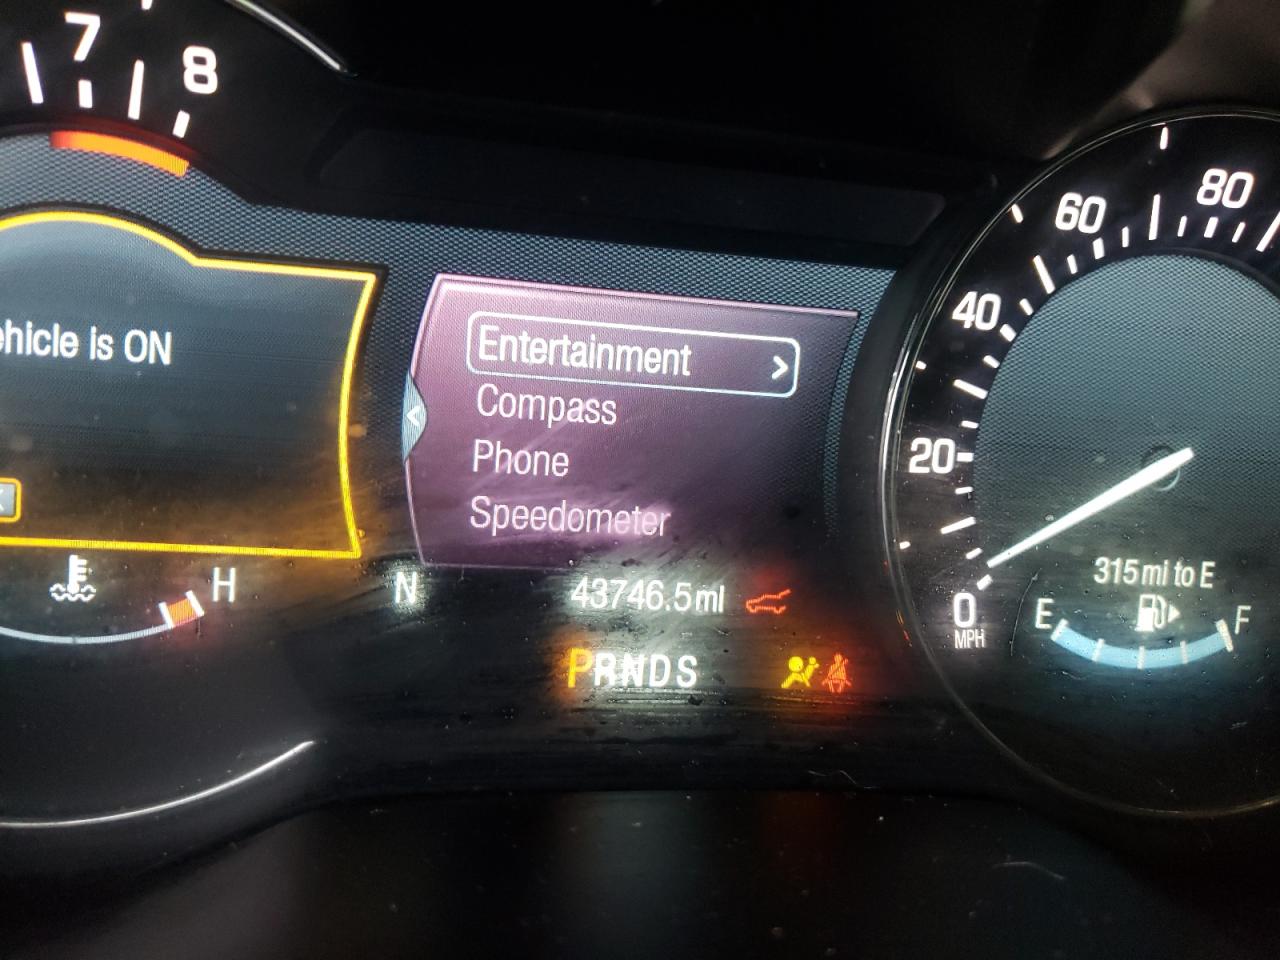 7
8
80
60
40
20
0
MPH
ehicle is ON
Entertainment >
Compass
Phone
Speedometer
H
N
43746.5mi
PRNDS
315 mi to E
E
F